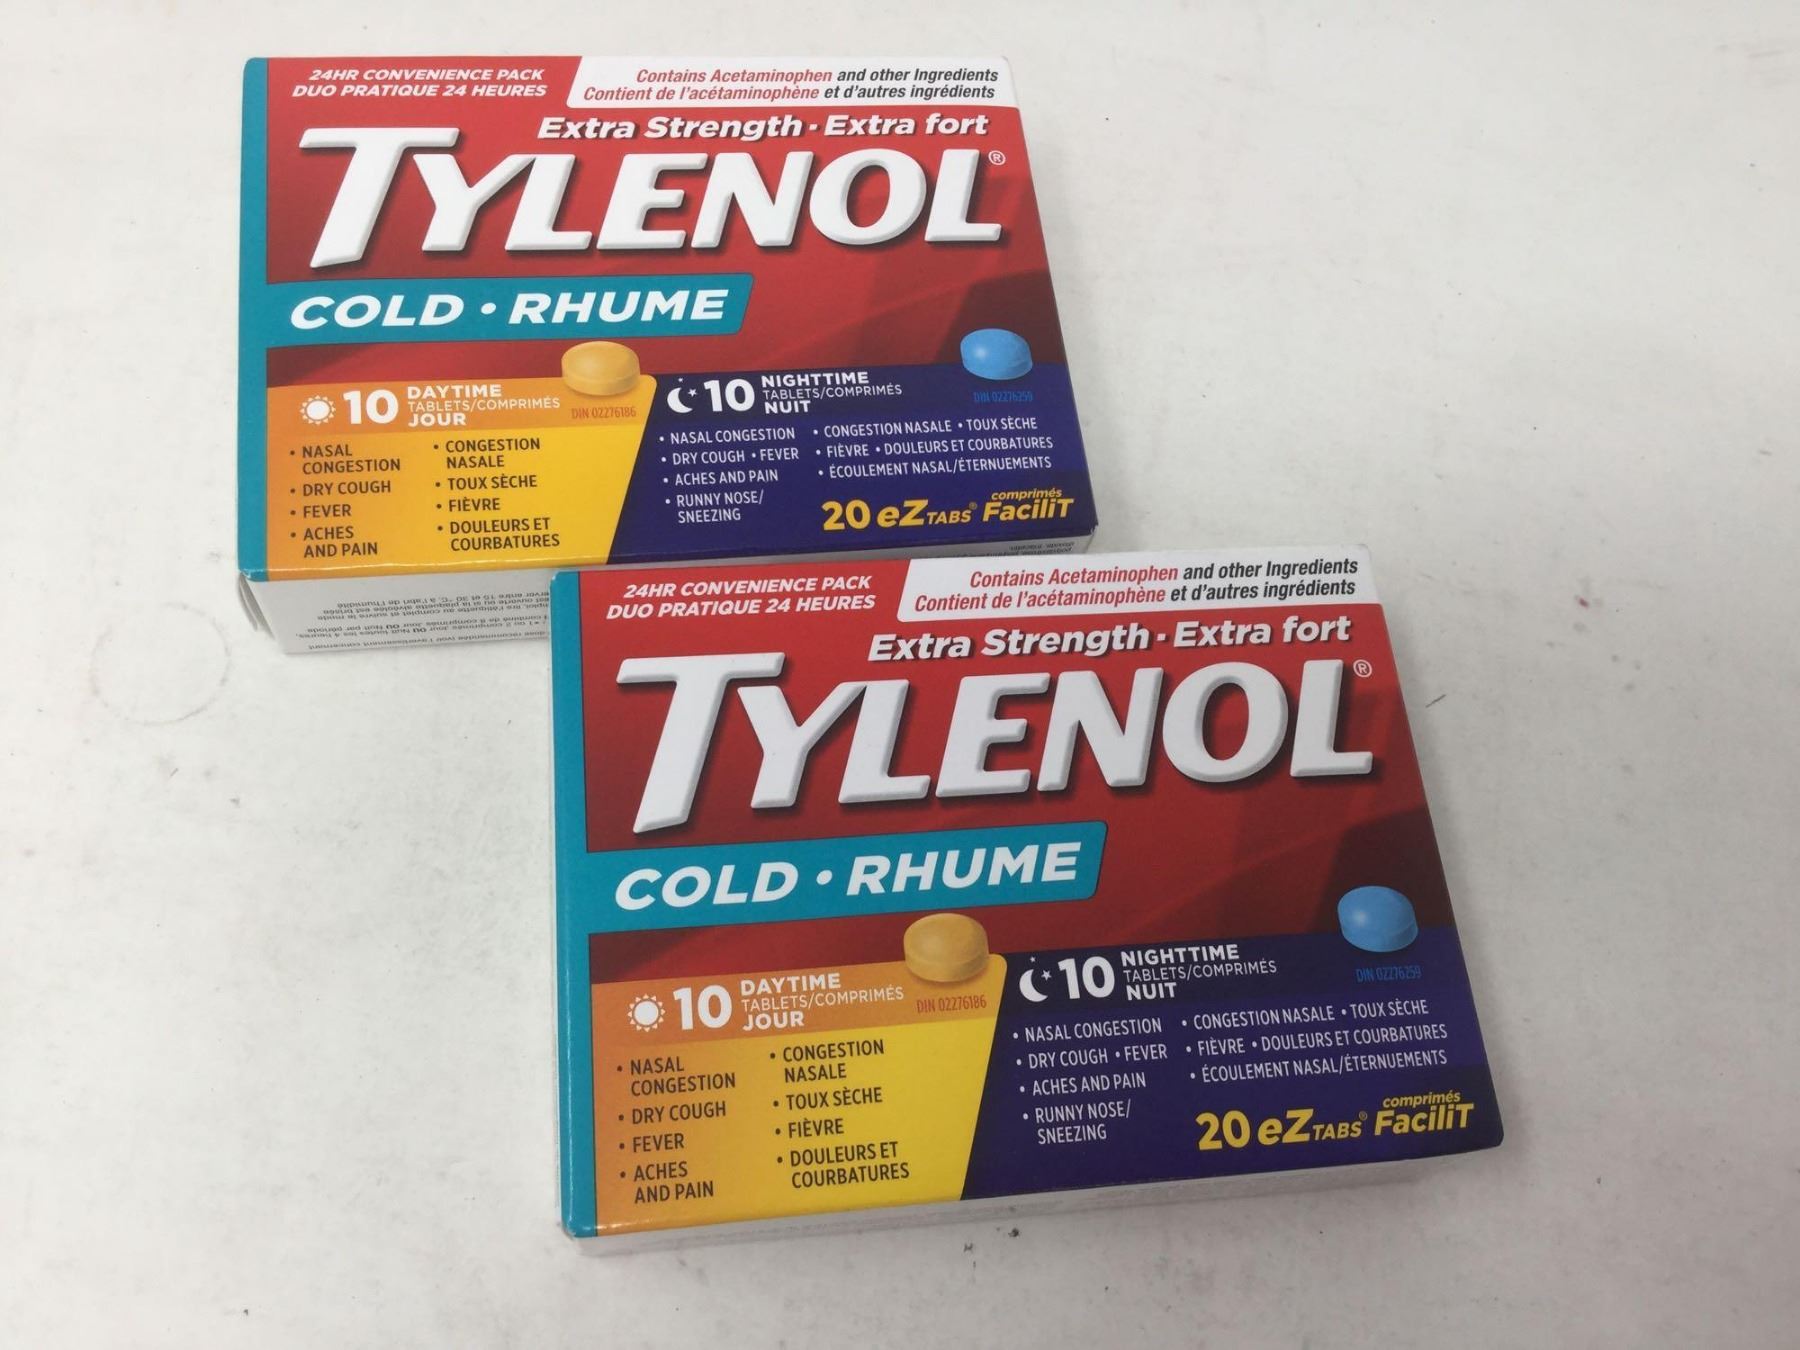 24HR CONVENIENCE PACK
DUO PRATIQUE 24 HEURES
Contains Acetaminophen and other Ingredients
Contient de l'acétaminophène et d'autres ingrédients
Extra Strength · Extra fort
TYLENOL®
COLD · RHUME
10 DAYTIME
TABLETS/COMPRIMÉS
JOUR
DIN 02276186
• NASAL
CONGESTION
• DRY COUGH
• FEVER
• ACHES
AND PAIN
• CONGESTION
NASALE
• TOUX SÈCHE
• FIÈVRE
• DOULEURS ET
COURBATURES
10 NIGHTTIME
TABLETS/COMPRIMÉS
NUIT
DIN 02276259
• NASAL CONGESTION
• DRY COUGH • FEVER
• ACHES AND PAIN
• RUNNY NOSE/
SNEEZING
• CONGESTION NASALE • TOUX SÈCHE
• FIÈVRE • DOULEURS ET COURBATURES
• ÉCOULEMENT NASAL/ÉTERNUEMENTS
20 eZTABS® comprimés FaciliT
24HR CONVENIENCE PACK
DUO PRATIQUE 24 HEURES
Contains Acetaminophen and other Ingredients
Contient de l'acétaminophène et d'autres ingrédients
Extra Strength · Extra fort
TYLENOL®
COLD · RHUME
10 DAYTIME
TABLETS/COMPRIMÉS
JOUR
DIN 02276186
• NASAL
CONGESTION
• DRY COUGH
• FEVER
• ACHES
AND PAIN
• CONGESTION
NASALE
• TOUX SÈCHE
• FIÈVRE
• DOULEURS ET
COURBATURES
10 NIGHTTIME
TABLETS/COMPRIMÉS
NUIT
DIN 02276259
• NASAL CONGESTION
• DRY COUGH • FEVER
• ACHES AND PAIN
• RUNNY NOSE/
SNEEZING
• CONGESTION NASALE • TOUX SÈCHE
• FIÈVRE • DOULEURS ET COURBATURES
• ÉCOULEMENT NASAL/ÉTERNUEMENTS
20 eZTABS® comprimés FaciliT